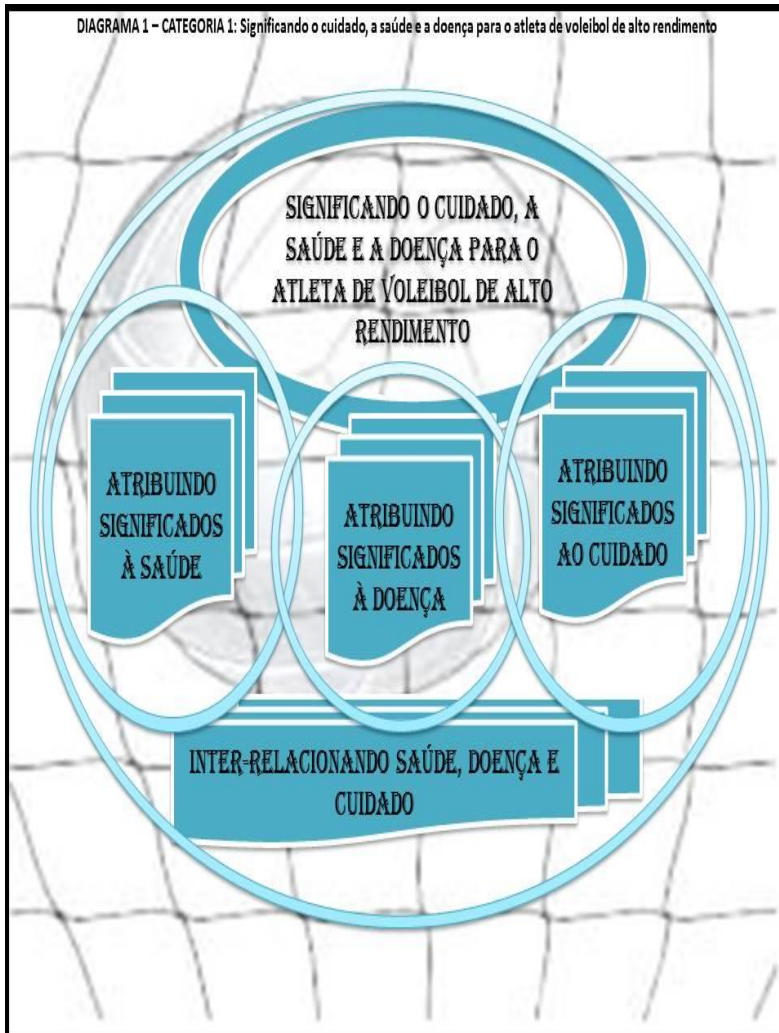 DIAGRAMA 1 – CATEGORIA 1: Significando o cuidado, a saúde e a doença para o atleta de voleibol de alto rendimento
SIGNIFICANDO O CUIDADO, A
SAÚDE E A DOENÇA PARA O
ATLETA DE VOLEIBOL DE ALTO
RENDIMENTO
ATRIBUINDO
SIGNIFICADOS
À SAÚDE
ATRIBUINDO
SIGNIFICADOS
À DOENÇA
ATRIBUINDO
SIGNIFICADOS
AO CUIDADO
INTER-RELACIONANDO SAÚDE, DOENÇA E
CUIDADO